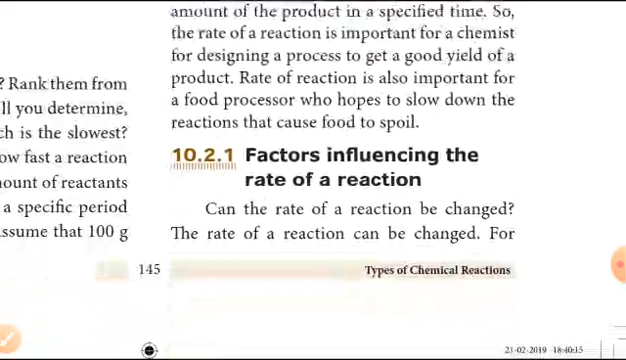 ? Rank them from
ll you determine,
ch is the slowest?
ow fast a reaction
ount of reactants
a specific period
ssume that 100 g
amount of the product in a specified time. So,
the rate of a reaction is important for a chemist
for designing a process to get a good yield of a
product. Rate of reaction is also important for
a food processor who hopes to slow down the
reactions that cause food to spoil.
10.2.1 Factors influencing the
rate of a reaction
Can the rate of a reaction be changed?
The rate of a reaction can be changed. For
145
Types of Chemical Reactions
21-02-2019 18:40:15